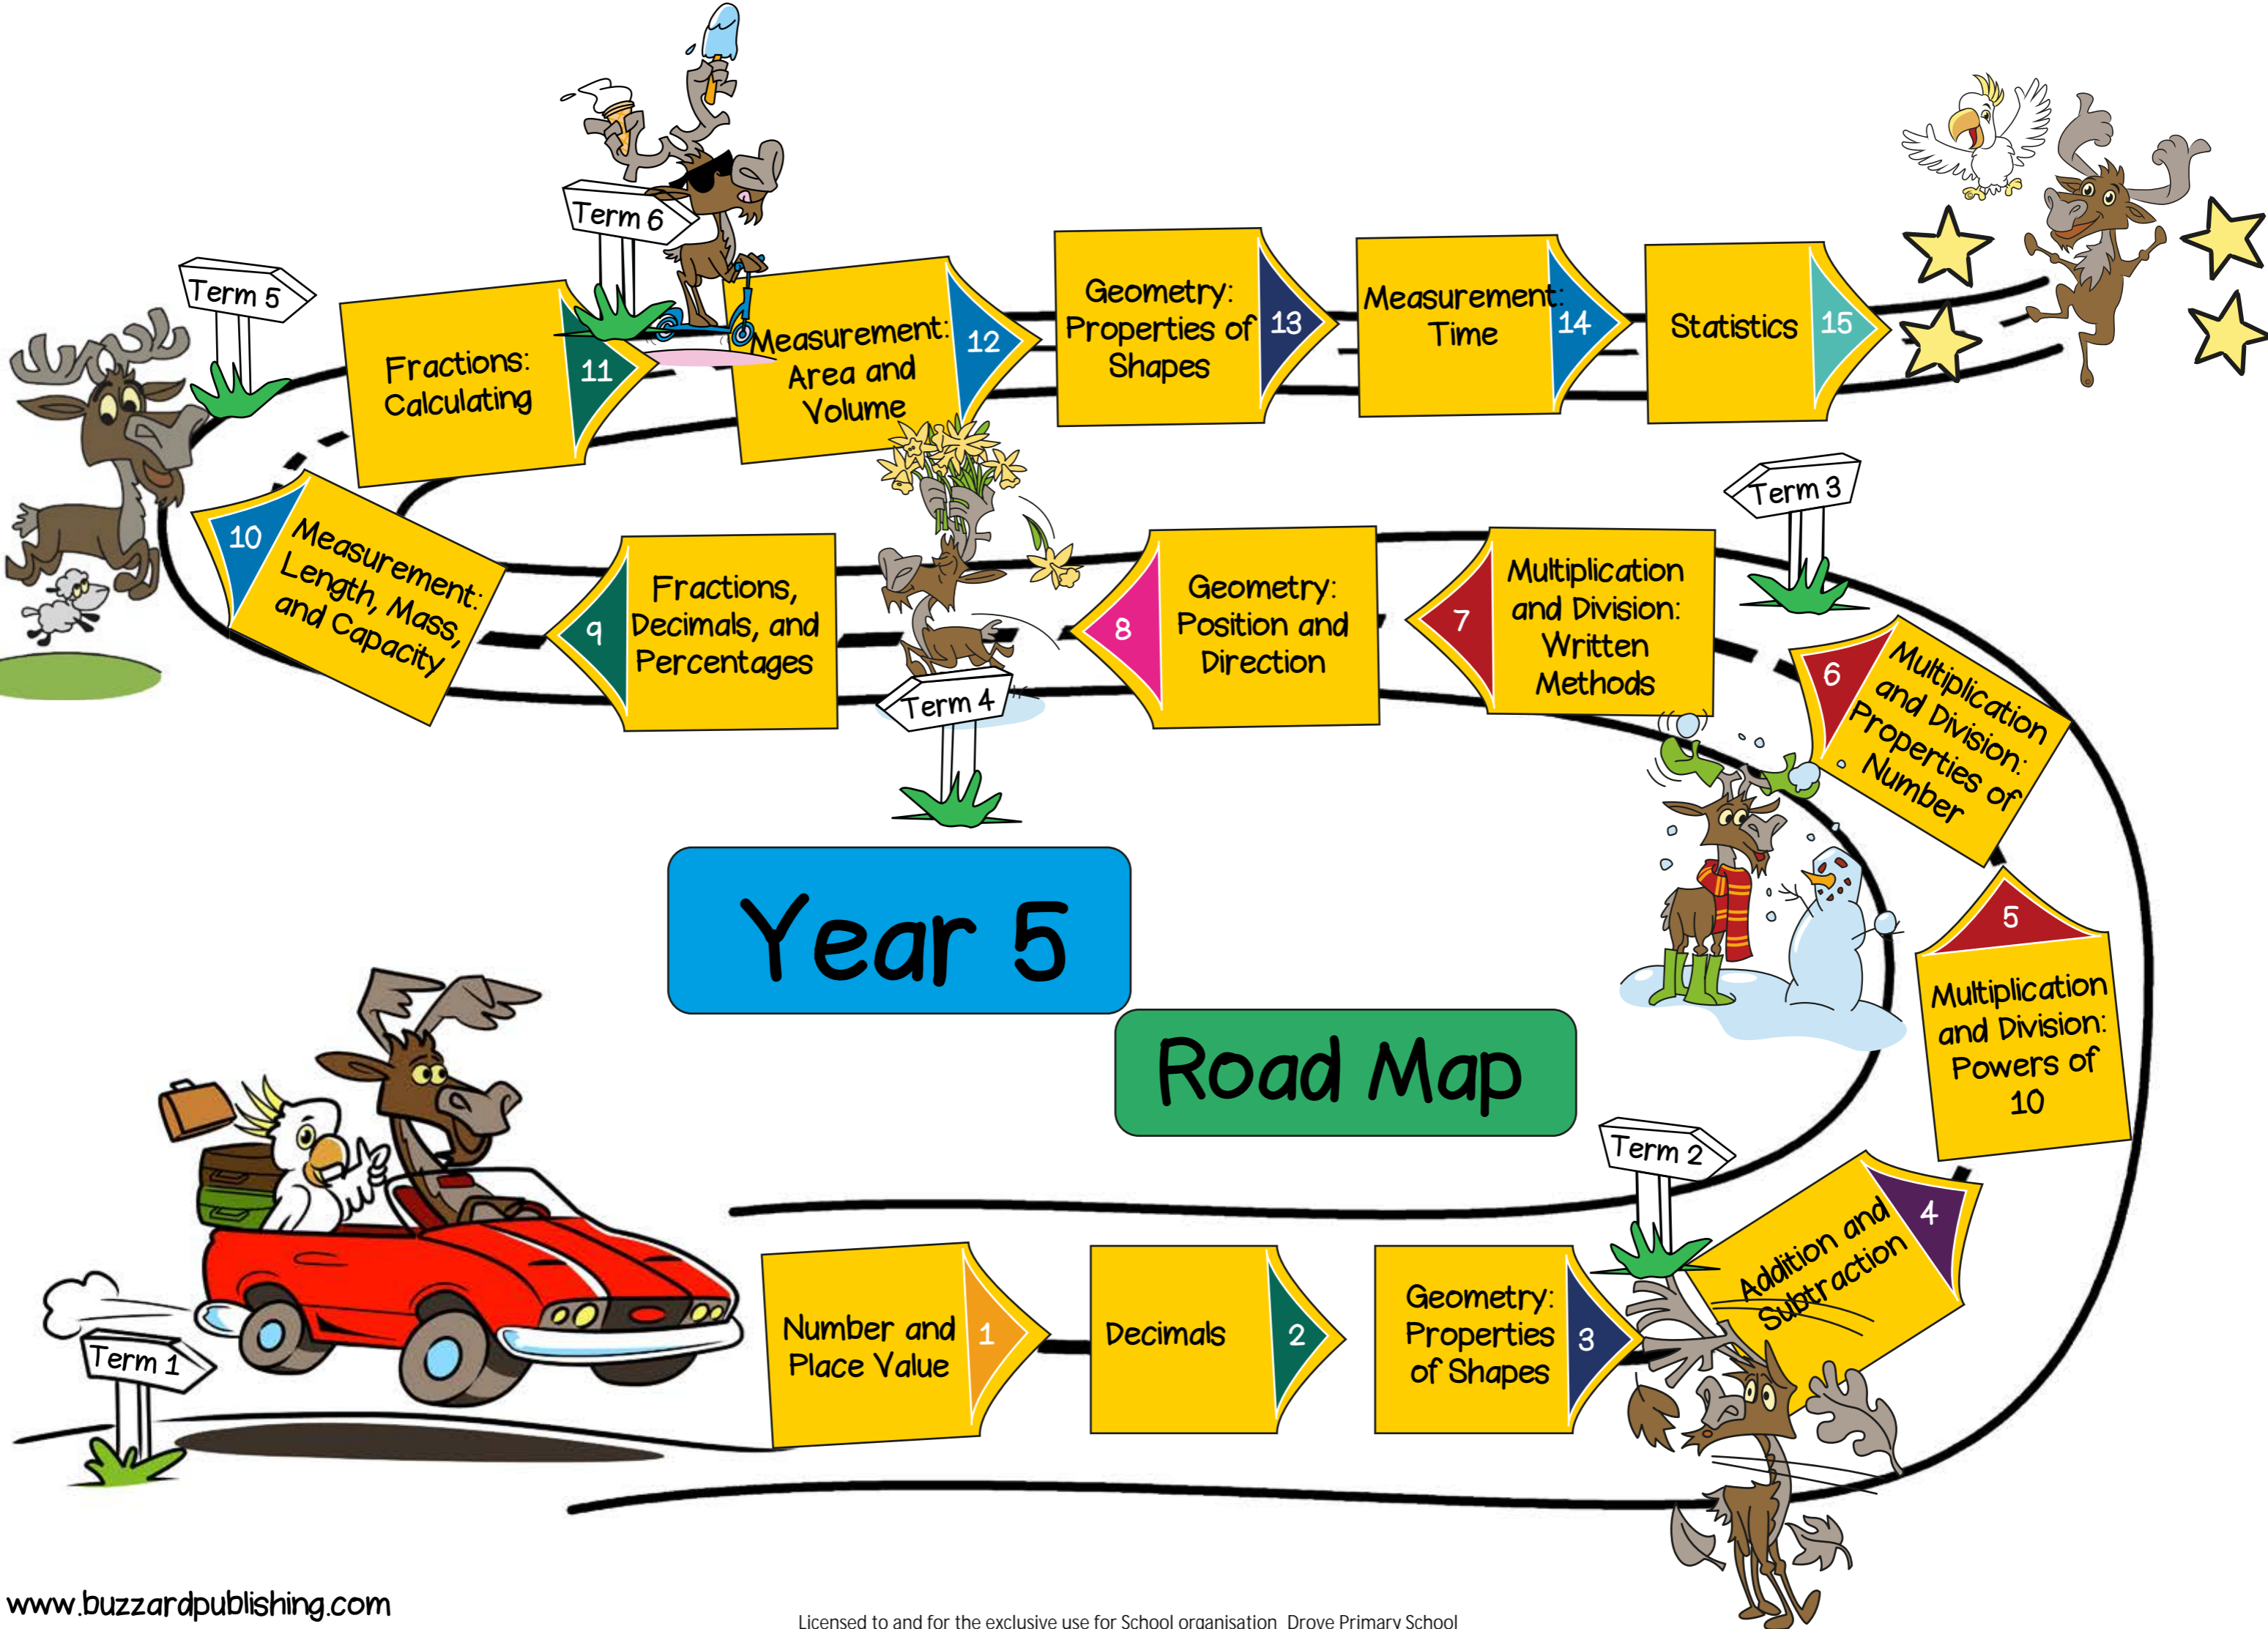 Term 6
Term 5
Fractions:
Calculating
11
Measurement:
Area and
Volume
12
Geometry:
Properties of
Shapes
13
Measurement:
Time
14
Statistics
15
Term 3
10
Measurement:
Length, Mass,
and Capacity
9
Fractions,
Decimals, and
Percentages
Term 4
8
Geometry:
Position and
Direction
7
Multiplication
and Division:
Written
Methods
6
Multiplication
and Division:
Properties of
Number
Year 5
Road Map
5
Multiplication
and Division:
Powers of
10
Term 2
4
Addition and
Subtraction
Term 1
Number and
Place Value
1
Decimals
2
Geometry:
Properties
of Shapes
3
www.buzzardpublishing.com
Licensed to and for the exclusive use for School organisation Drove Primary School